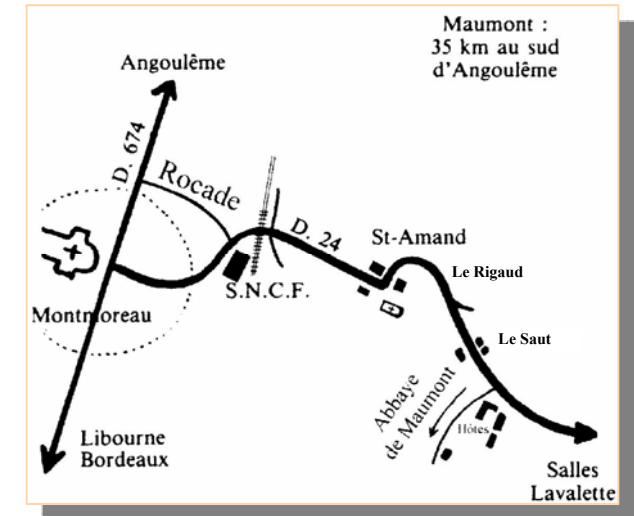 Maumont :
35 km au sud
d'Angoulême
Angoulême
D. 674
Rocade
D. 24
St-Amand
Le Rigaud
S.N.C.F.
Montmoreau
Le Saut
Abbaye
de Maumont
Hôtes
Libourne
Bordeaux
Salles
Lavalette